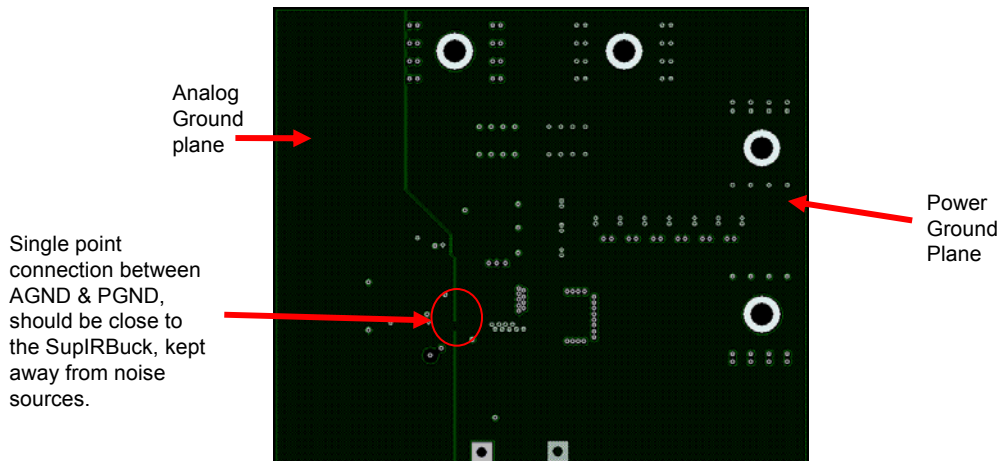 Analog
Ground
plane
Single point
connection between
AGND & PGND,
should be close to
the SupIRBuck, kept
away from noise
sources.
Power
Ground
Plane